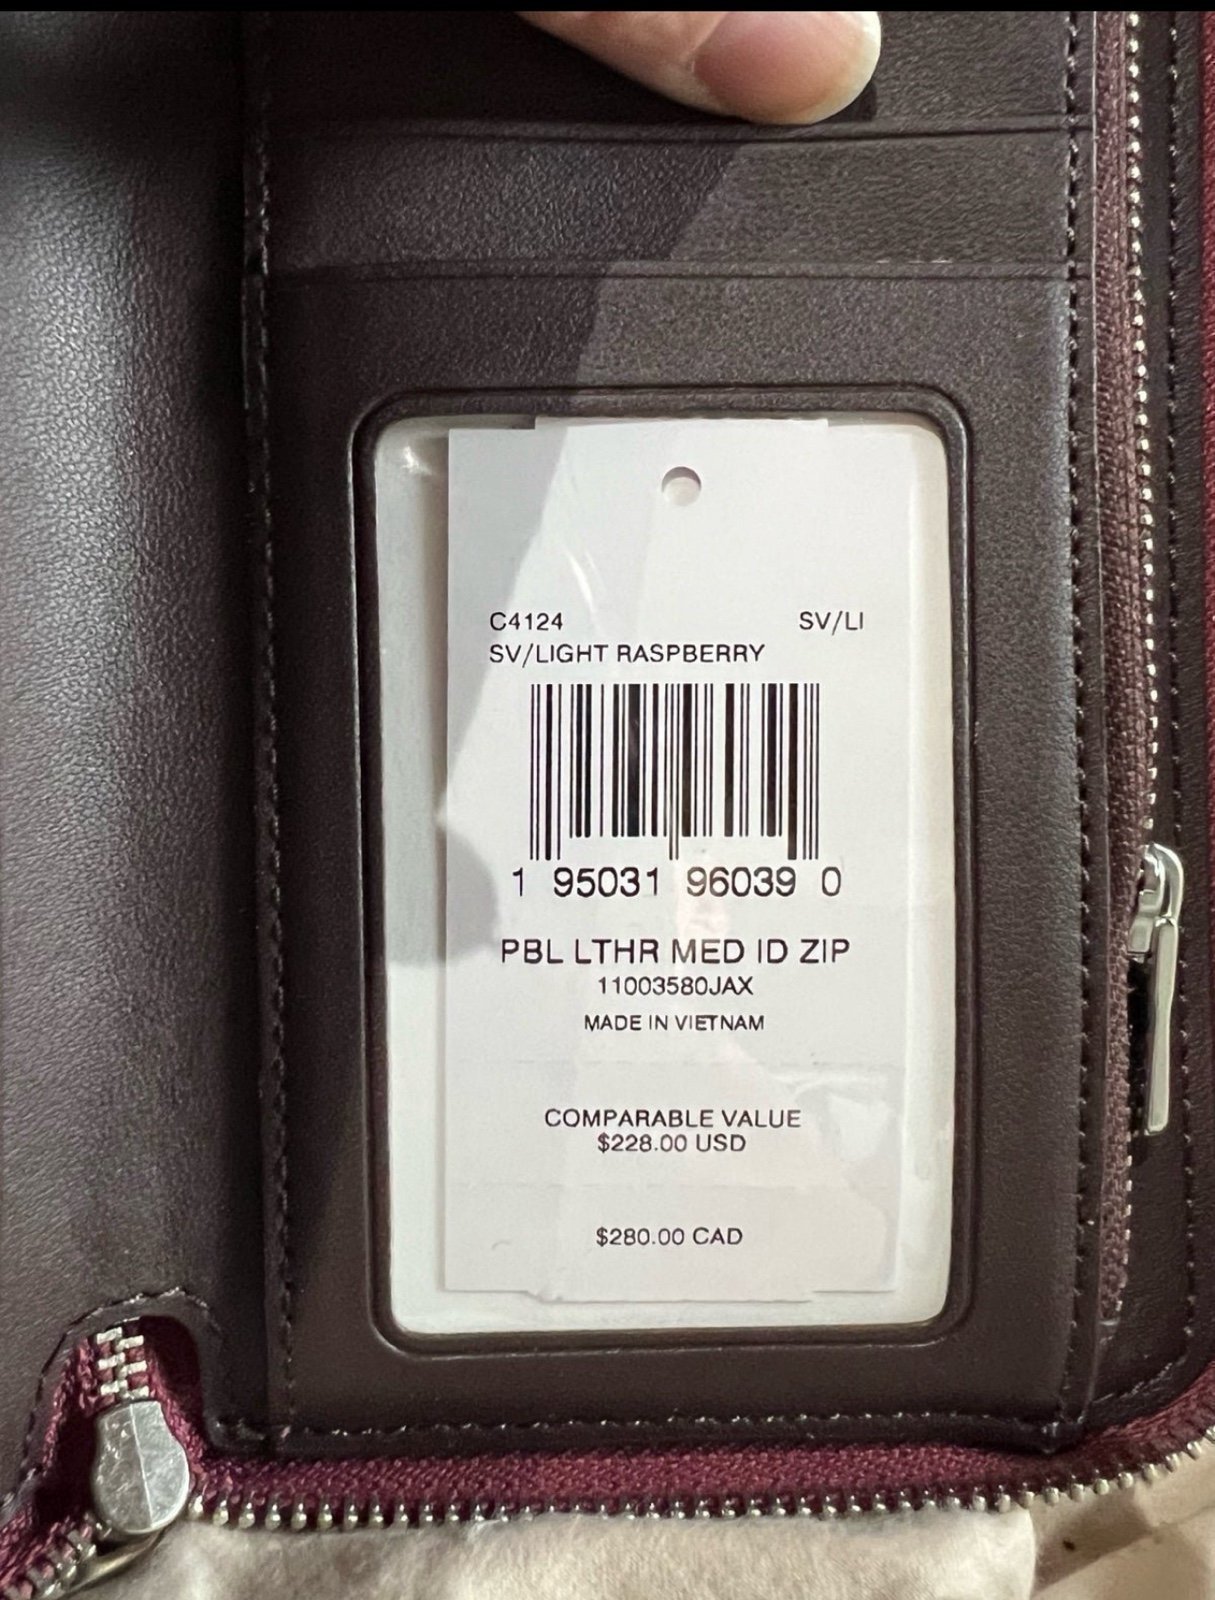 C4124 SV/LI
SV/LIGHT RASPBERRY
1 95031 96039 0
PBL LTHR MED ID ZIP
11003580JAX
MADE IN VIETNAM
COMPARABLE VALUE
$228.00 USD
$280.00 CAD